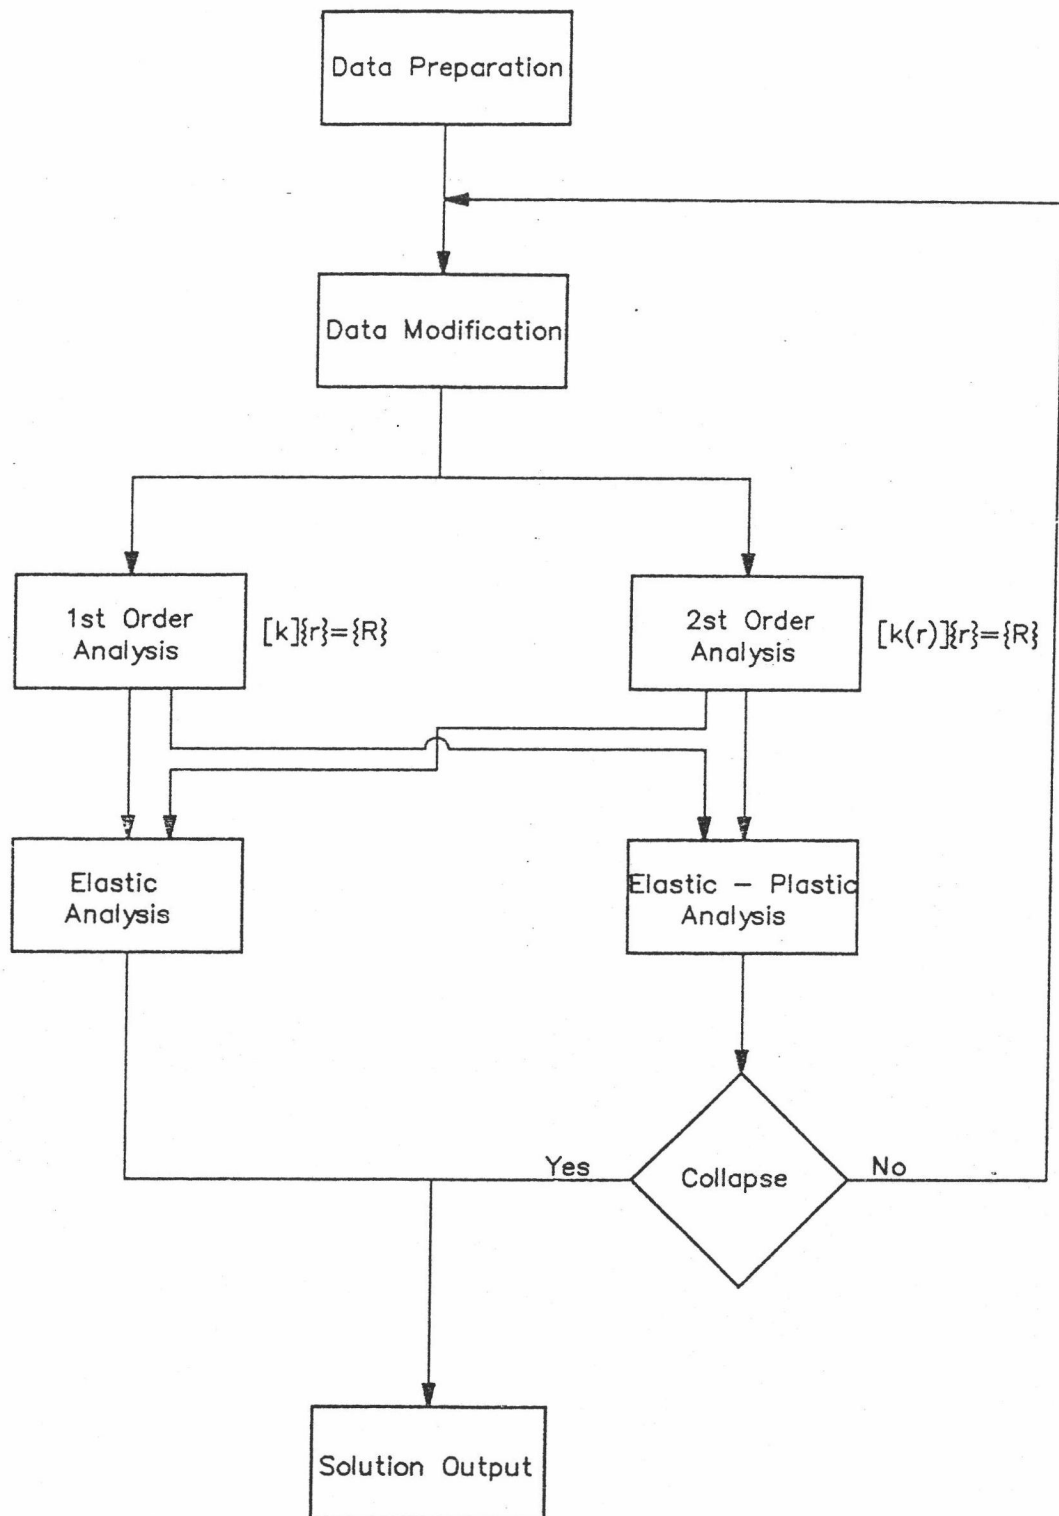 Data Preparation
Data Modification
1st Order
Analysis
[k]{r}={R}
2st Order
Analysis
[k(r)]{r}={R}
Elastic
Analysis
Elastic - Plastic
Analysis
Yes
Collapse
No
Solution Output